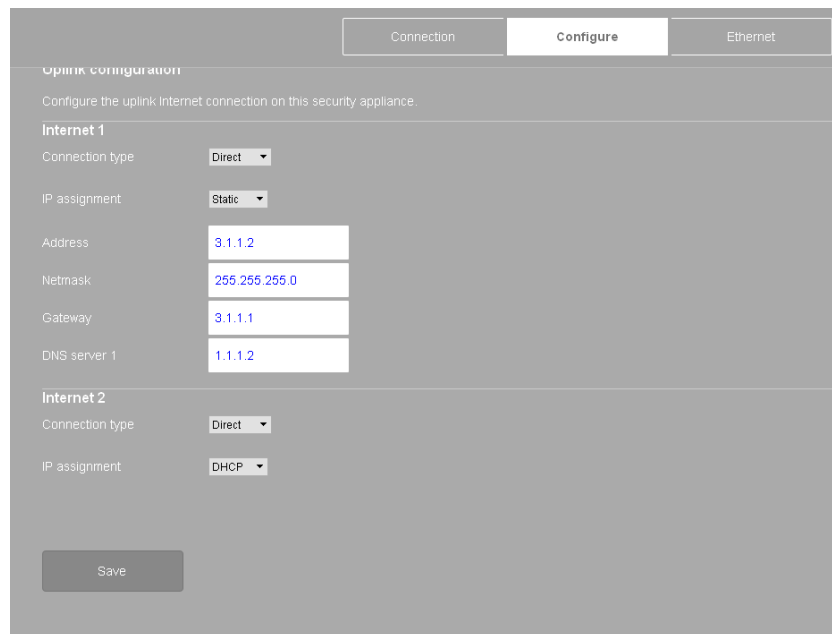 Connection Configure Ethernet
Uplink configuration
Configure the uplink Internet connection on this security appliance.
Internet 1
Connection type Direct
IP assignment Static
Address 3.1.1.2
Netmask 255.255.255.0
Gateway 3.1.1.1
DNS server 1 1.1.1.2
Internet 2
Connection type Direct
IP assignment DHCP
Save